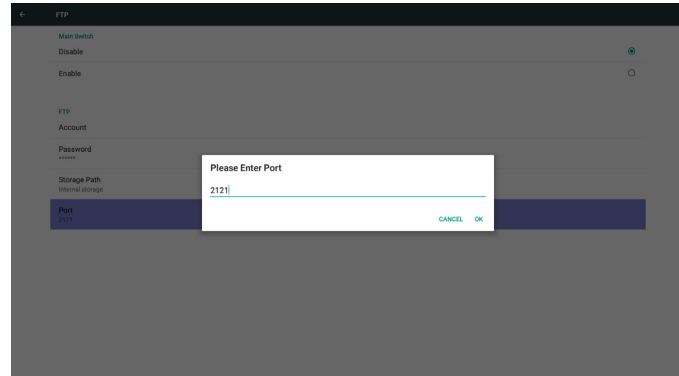 FTP
Main Switch
Disable
Enable
FTP
Account
Password
******
Storage Path
Internal storage
Port
2121
Please Enter Port
2121
CANCEL OK